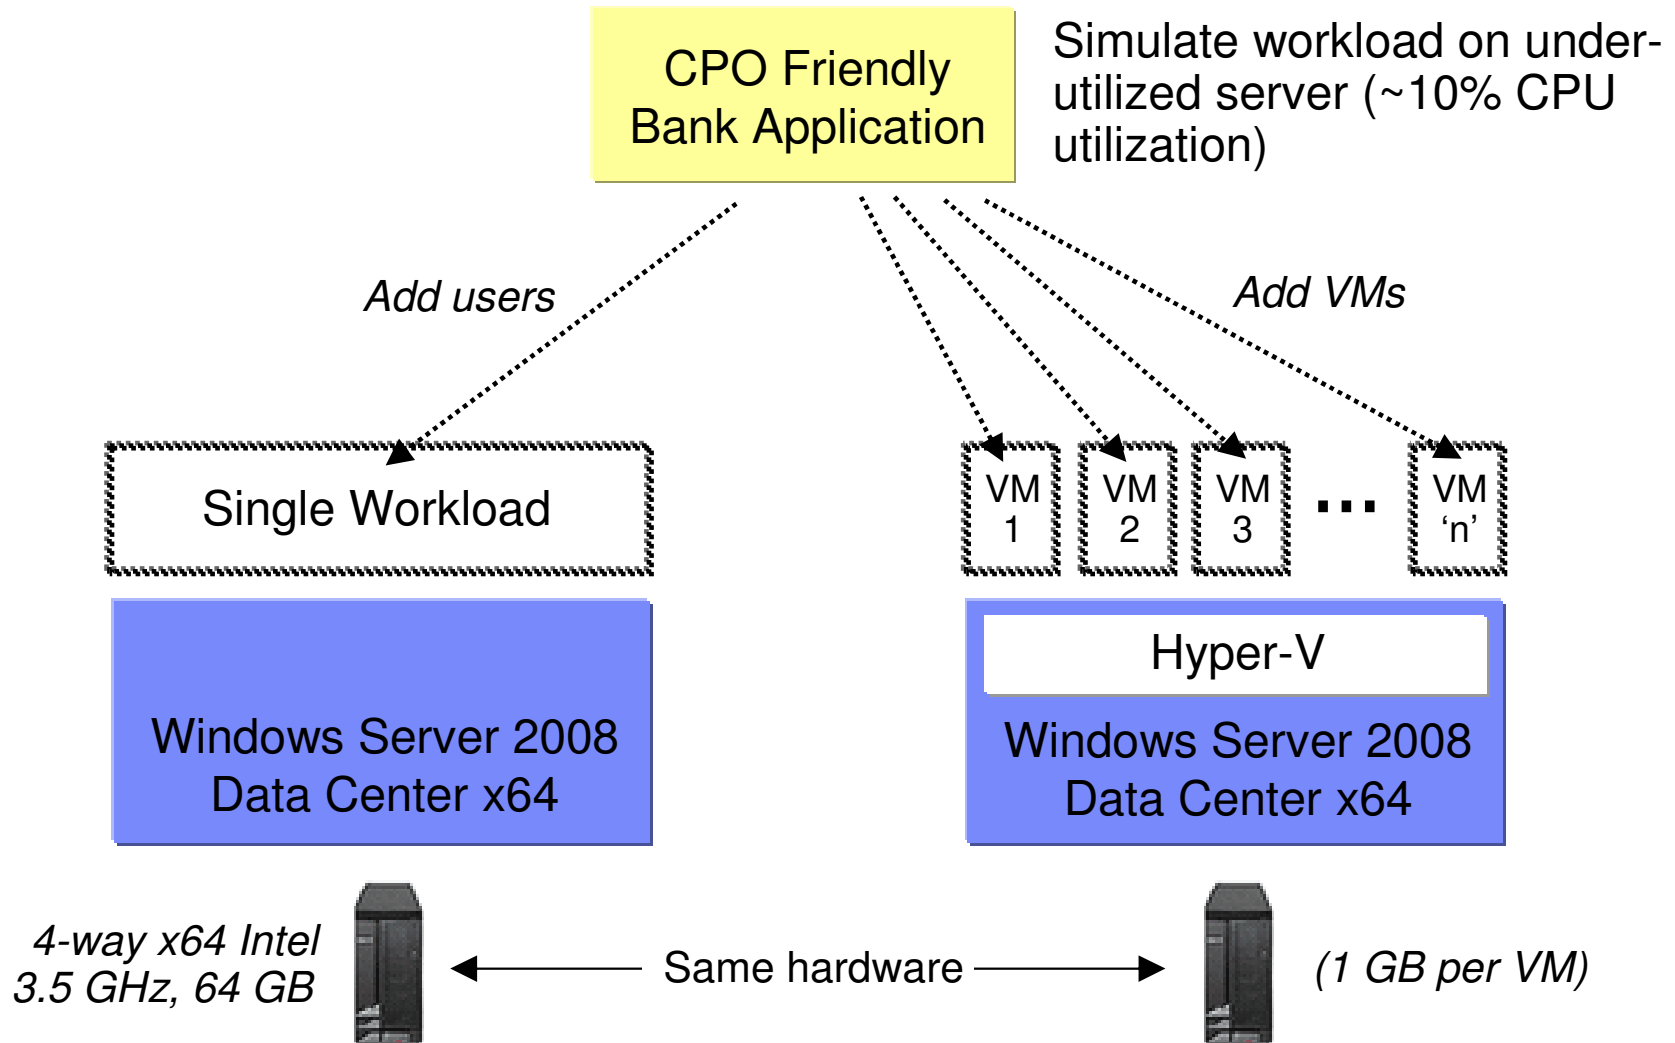 CPO Friendly
Bank Application
Simulate workload on under-
utilized server (~10% CPU
utilization)
Add users
Add VMs
Single Workload
VM
1
VM
2
VM
3
...
VM
‘n’
Hyper-V
Windows Server 2008
Data Center x64
Windows Server 2008
Data Center x64
4-way x64 Intel
3.5 GHz, 64 GB
Same hardware
(1 GB per VM)